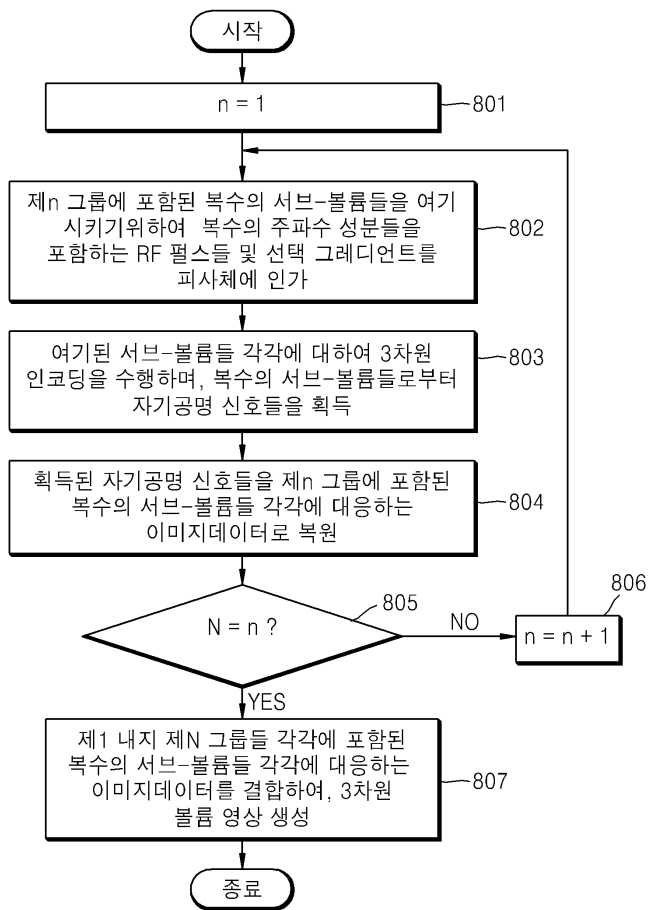 시작
n = 1
801
제n 그룹에 포함된 복수의 서브-볼륨들을 여기
시키기위하여 복수의 주파수 성분들을
포함하는 RF 펄스들 및 선택 그레디언트를
피사체에 인가
802
여기된 서브-볼륨들 각각에 대하여 3차원
인코딩을 수행하며, 복수의 서브-볼륨들로부터
자기공명 신호들을 획득
803
획득된 자기공명 신호들을 제n 그룹에 포함된
복수의 서브-볼륨들 각각에 대응하는
이미지데이터로 복원
804
N = n ?
805
NO
n = n + 1
806
YES
제1 내지 제N 그룹들 각각에 포함된
복수의 서브-볼륨들 각각에 대응하는
이미지데이터를 결합하여, 3차원
볼륨 영상 생성
807
종료